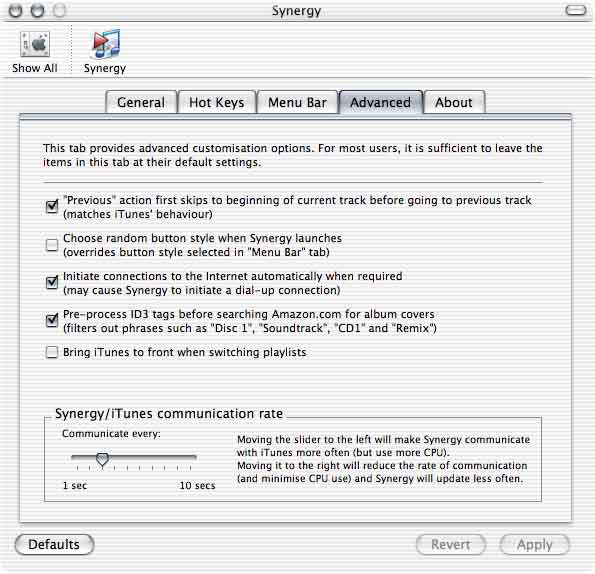 Synergy
Show All
Synergy
General
Hot Keys
Menu Bar
Advanced
About
This tab provides advanced customisation options. For most users, it is sufficient to leave the
items in this tab at their default settings.
"Previous" action first skips to beginning of current track before going to previous track
(matches iTunes' behaviour)
Choose random button style when Synergy launches
(overrides button style selected in "Menu Bar" tab)
Initiate connections to the Internet automatically when required
(may cause Synergy to initiate a dial-up connection)
Pre-process ID3 tags before searching Amazon.com for album covers
(filters out phrases such as "Disc 1", "Soundtrack", "CD1" and "Remix")
Bring iTunes to front when switching playlists
Synergy/iTunes communication rate
Communicate every:
1 sec
10 secs
Moving the slider to the left will make Synergy communicate
with iTunes more often (but use more CPU).
Moving it to the right will reduce the rate of communication
(and minimise CPU use) and Synergy will update less often.
Defaults
Revert
Apply